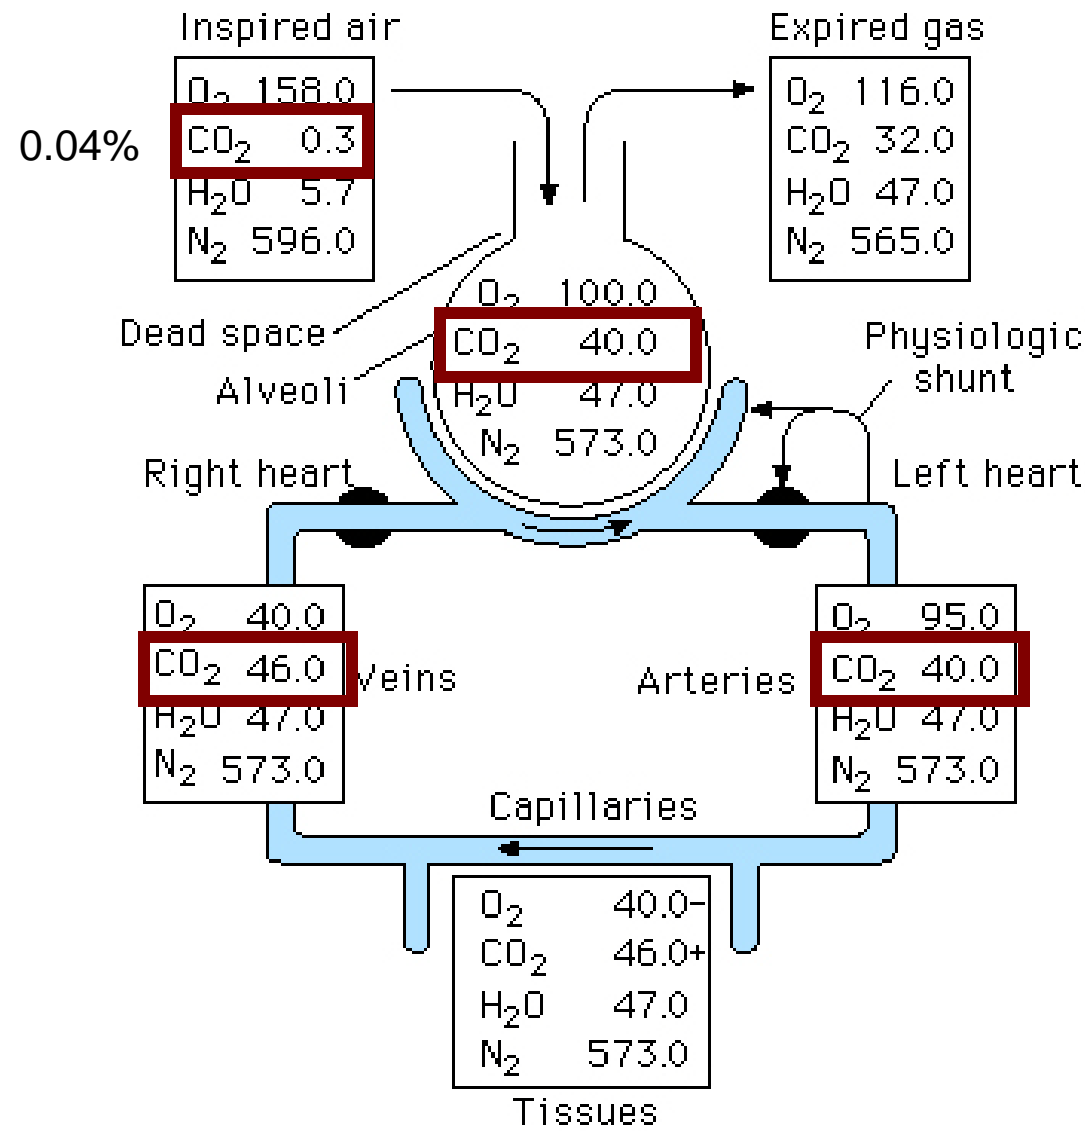 Inspired air
O2 158.0
CO2 0.3
H2O 5.7
N2 596.0
0.04%
Expired gas
O2 116.0
CO2 32.0
H2O 47.0
N2 565.0
Dead space
Alveoli
O2 100.0
CO2 40.0
H2O 47.0
N2 573.0
Physiologic
shunt
Right heart
Left heart
O2 40.0
CO2 46.0
H2O 47.0
N2 573.0
Veins
Arteries
O2 95.0
CO2 40.0
H2O 47.0
N2 573.0
Capillaries
O2 40.0−
CO2 46.0+
H2O 47.0
N2 573.0
Tissues